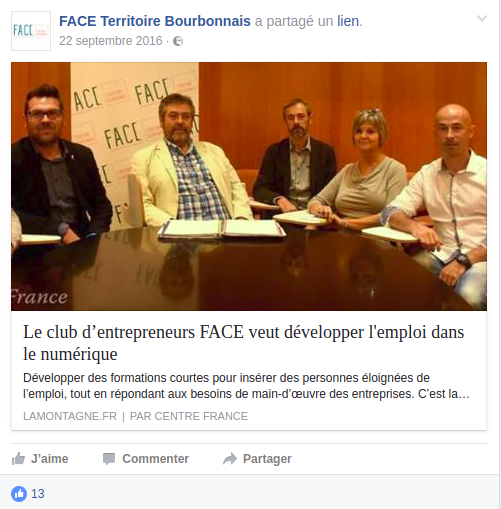 FACE
FACE Territoire Bourbonnais a partagé un lien.
22 septembre 2016 ·
ACE
FACE
FACE
France
Le club d’entrepreneurs FACE veut développer l'emploi dans
le numérique
Développer des formations courtes pour insérer des personnes éloignées de
l’emploi, tout en répondant aux besoins de main-d’œuvre des entreprises. C’est la…
LAMONTAGNE.FR | PAR CENTRE FRANCE
J’aime Commenter Partager
13